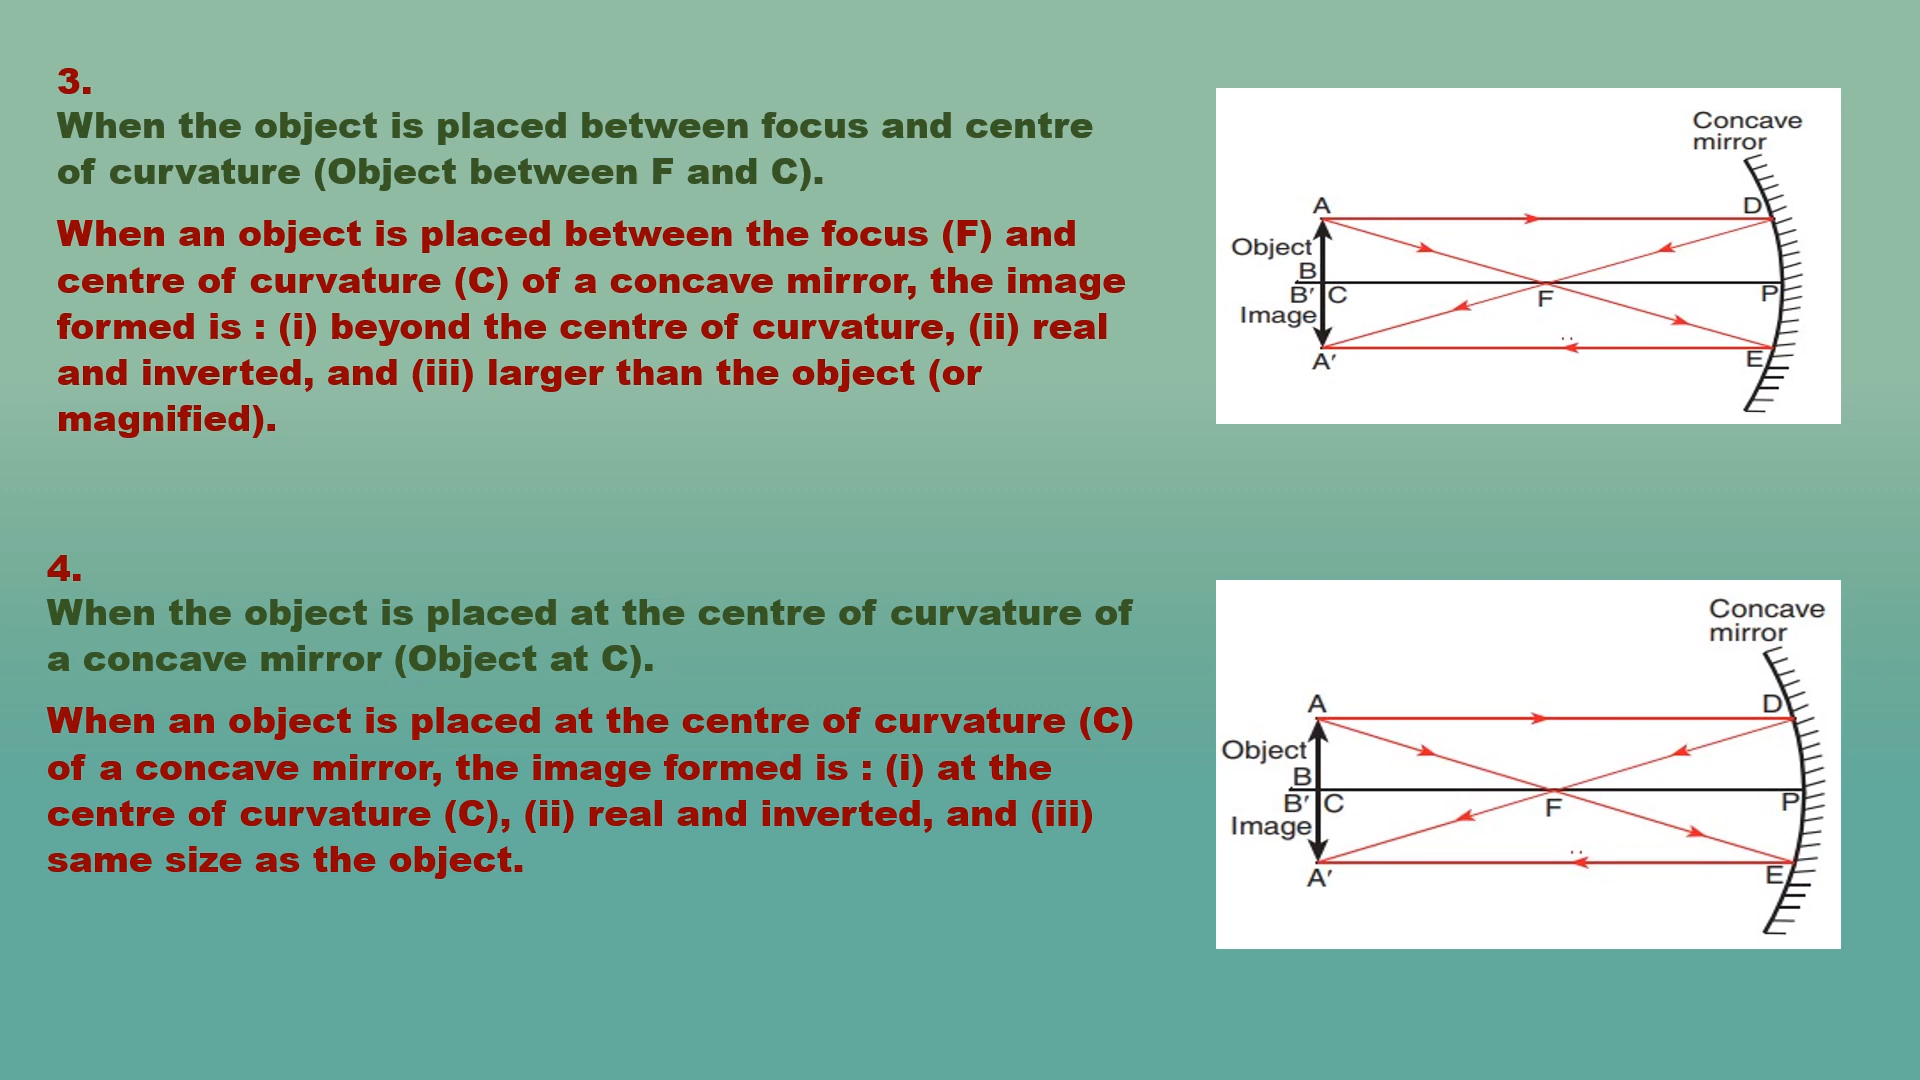 3.
When the object is placed between focus and centre
of curvature (Object between F and C).
When an object is placed between the focus (F) and
centre of curvature (C) of a concave mirror, the image
formed is : (i) beyond the centre of curvature, (ii) real
and inverted, and (iii) larger than the object (or
magnified).
Concave
mirror
A
D
Object
B
B′ C
F
P
Image
A′
E
4.
When the object is placed at the centre of curvature of
a concave mirror (Object at C).
When an object is placed at the centre of curvature (C)
of a concave mirror, the image formed is : (i) at the
centre of curvature (C), (ii) real and inverted, and (iii)
same size as the object.
Concave
mirror
A
D
Object
B
B′ C
F
P
Image
A′
E